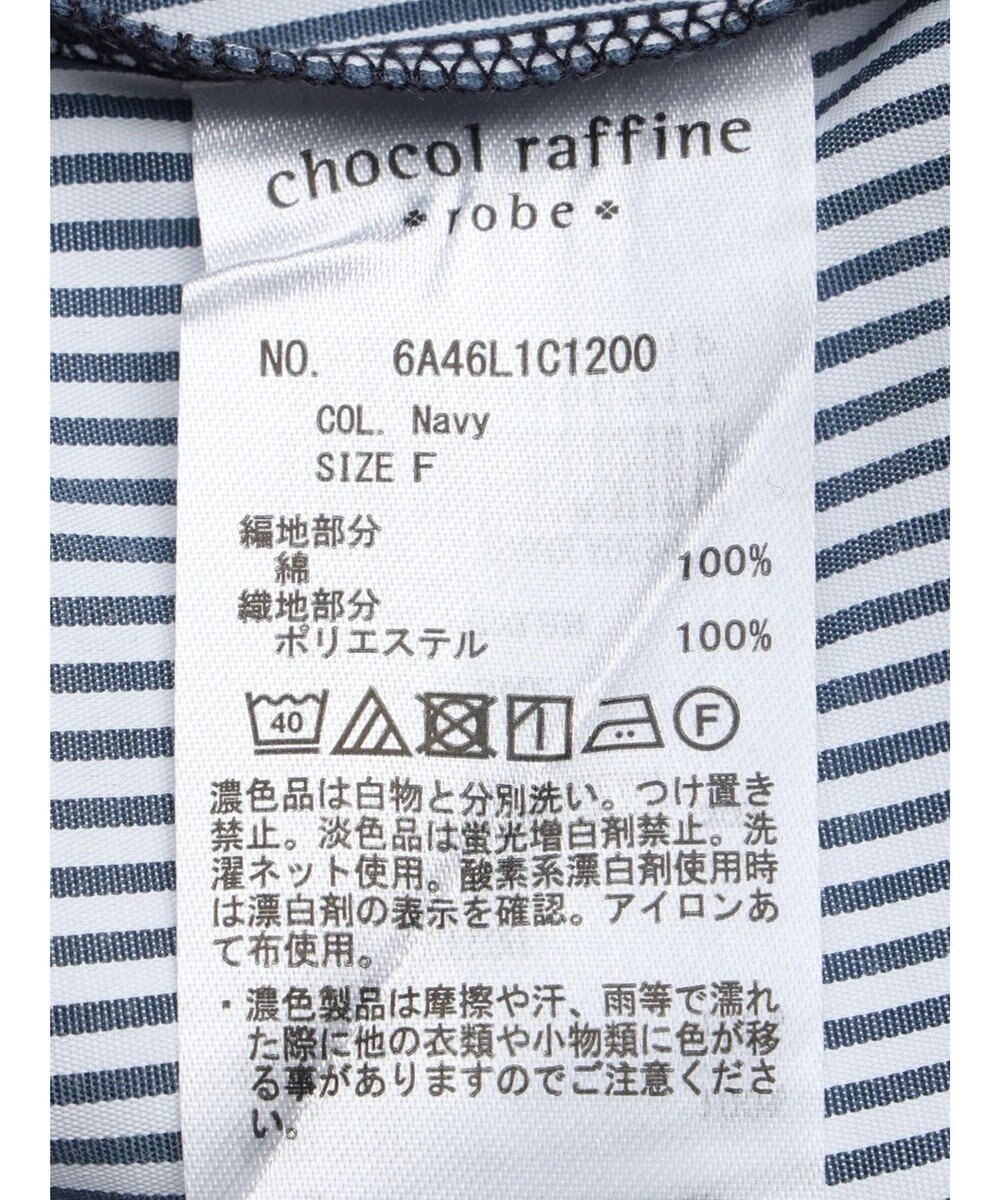 chocol raffine
robe
NO. 6A46L1C1200
COL. Navy
SIZE F
編地部分
綿 100%
織地部分
ポリエステル 100%
40 F
濃色品は白物と分別洗い。つけ置き
禁止。淡色品は蛍光増白剤禁止。洗
濯ネット使用。酸素系漂白剤使用時
は漂白剤の表示を確認。アイロンあ
て布使用。
・濃色製品は摩擦や汗、雨等で濡れ
た際に他の衣類や小物類に色が移
る事がありますのでご注意くださ
い。